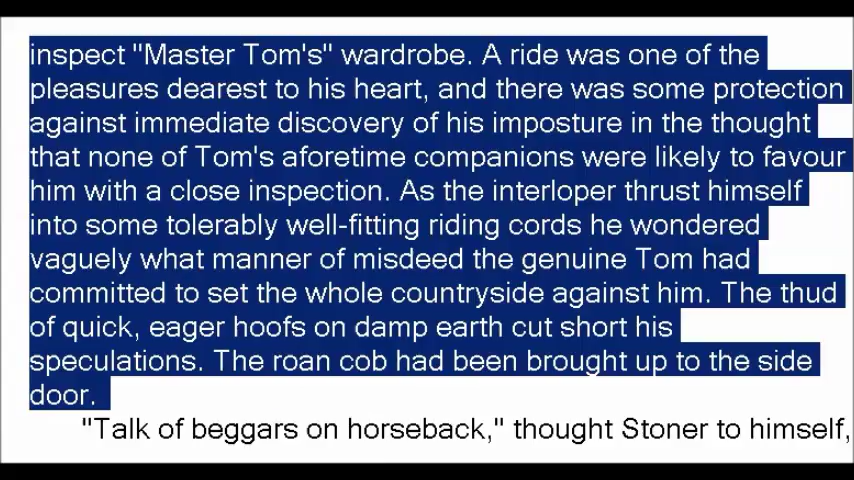 inspect "Master Tom's" wardrobe. A ride was one of the
pleasures dearest to his heart, and there was some protection
against immediate discovery of his imposture in the thought
that none of Tom's aforetime companions were likely to favour
him with a close inspection. As the interloper thrust himself
into some tolerably well-fitting riding cords he wondered
vaguely what manner of misdeed the genuine Tom had
committed to set the whole countryside against him. The thud
of quick, eager hoofs on damp earth cut short his
speculations. The roan cob had been brought up to the side
door.
"Talk of beggars on horseback," thought Stoner to himself,